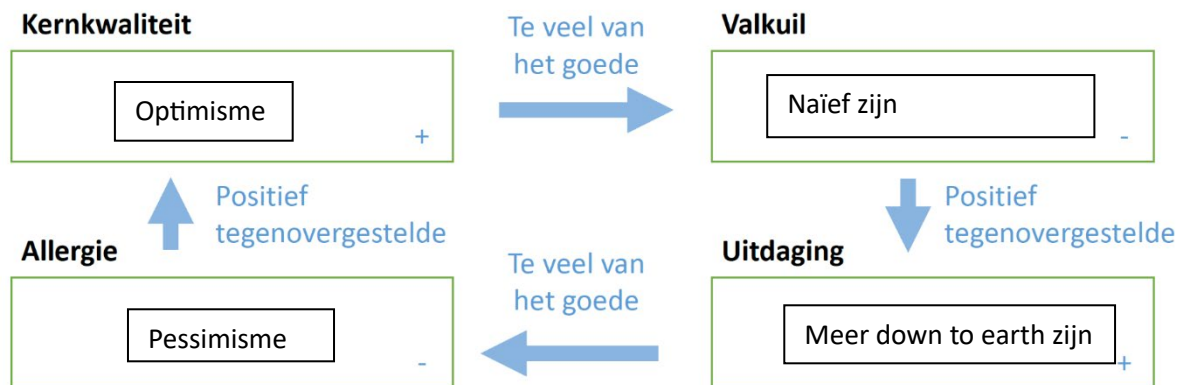 Kernkwaliteit
Te veel van
het goede
Valkuil
Optimisme
+
Naïef zijn
-
Positief
tegenovergestelde
Positief
tegenovergestelde
Allergie
Te veel van
het goede
Uitdaging
Pessimisme
-
Meer down to earth zijn
+